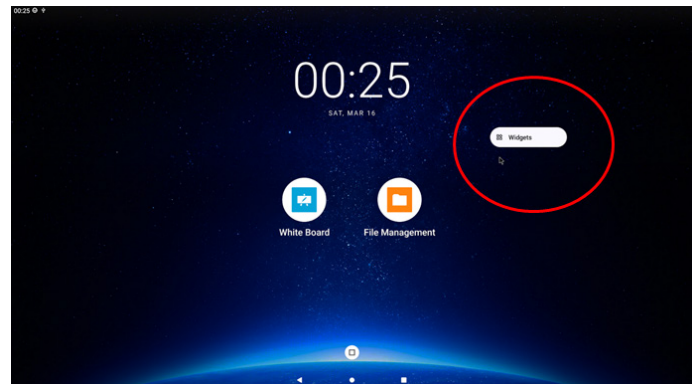 00:25
00:25
SAT, MAR 16
Widgets
White Board
File Management